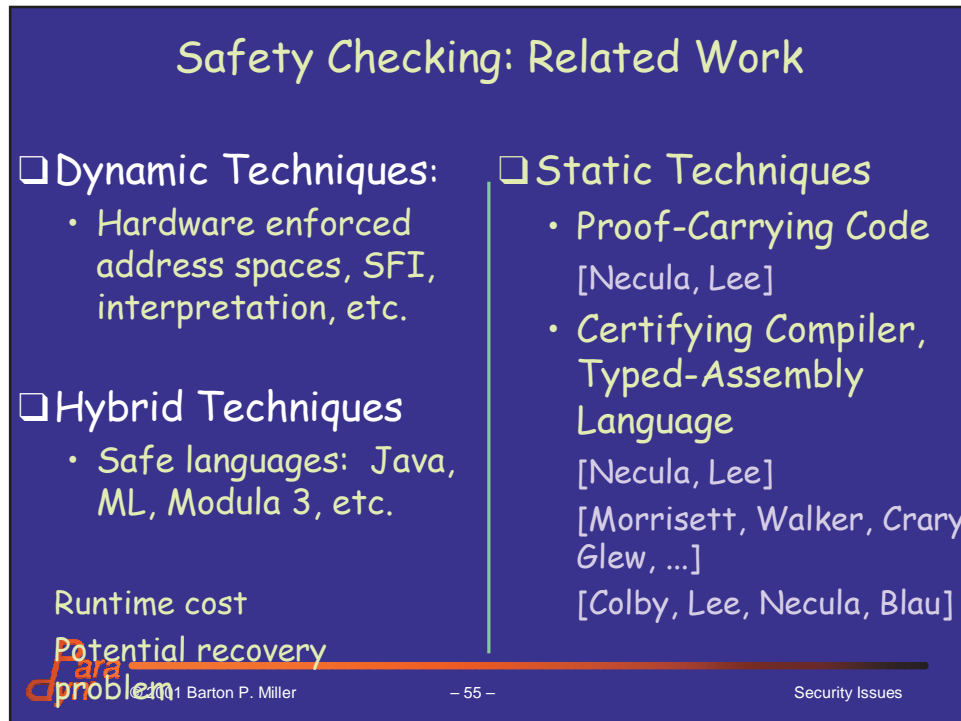 Safety Checking: Related Work
❑Dynamic Techniques:
• Hardware enforced
address spaces, SFI,
interpretation, etc.
❑Hybrid Techniques
• Safe languages: Java,
ML, Modula 3, etc.
Runtime cost
Potential recovery
problem
❑Static Techniques
• Proof-Carrying Code
[Necula, Lee]
• Certifying Compiler,
Typed-Assembly
Language
[Necula, Lee]
[Morrisett, Walker, Crary
Glew, ...]
[Colby, Lee, Necula, Blau]
Para
dyn
© 2001 Barton P. Miller
– 55 –
Security Issues